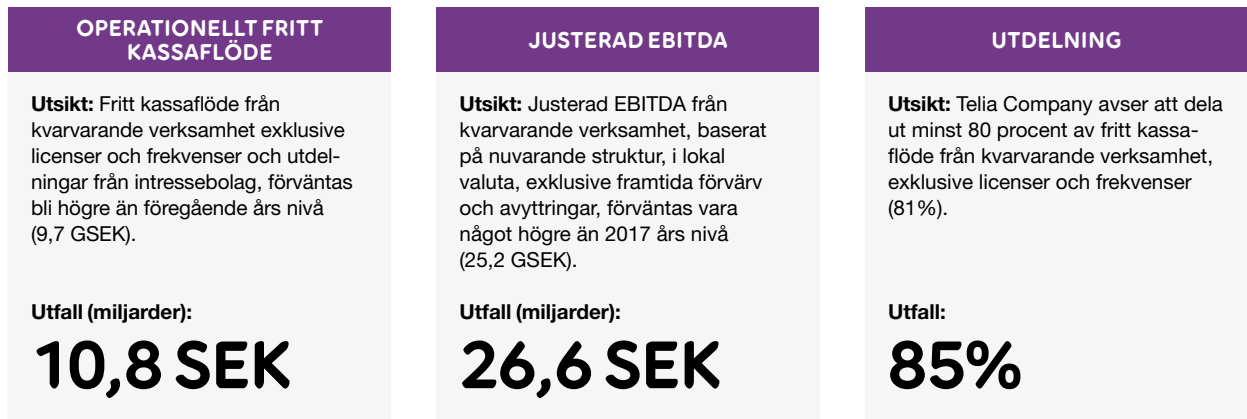 OPERATIONELLT FRITT
KASSAFLÖDE
Utsikt: Fritt kassaflöde från
kvarvarande verksamhet exklusive
licenser och frekvenser och utdel-
ningar från intressebolag, förväntas
bli högre än föregående års nivå
(9,7 GSEK).
Utfall (miljarder):
10,8 SEK
JUSTERAD EBITDA
Utsikt: Justerad EBITDA från
kvarvarande verksamhet, baserat
på nuvarande struktur, i lokal
valuta, exklusive framtida förvärv
och avyttringar, förväntas vara
något högre än 2017 års nivå
(25,2 GSEK).
Utfall (miljarder):
26,6 SEK
UTDELNING
Utsikt: Telia Company avser att dela
ut minst 80 procent av fritt kassa-
flöde från kvarvarande verksamhet,
exklusive licenser och frekvenser
(81%).
Utfall:
85%